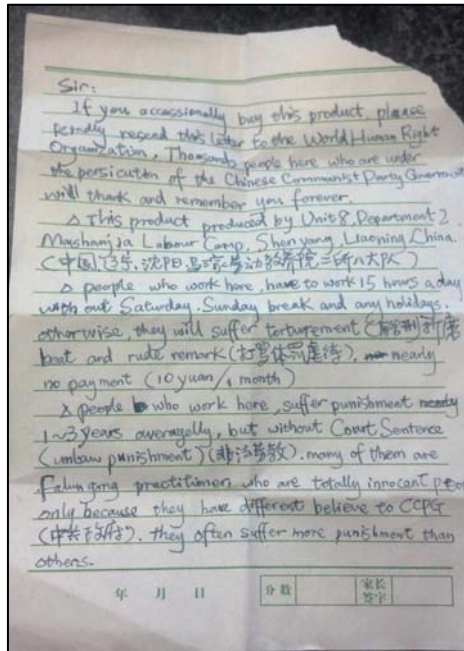 Sir:
If you occassionally buy this product, please
kindly resend this letter to the World Human Right
Organization. Thousands people here who are under
the persicution of the Chinese Communist Party Government
will thank and remember you forever.
△ This product produced by Unit 8, Department 2,
Mashanjia Labour Camp, Shenyang, Liaoning, China.
(中国,辽宁,沈阳,马三家劳动教养院二所八大队)
△ people who work here, have to work 15 hours a day
with out Saturday, Sunday break and any holidays,
otherwise, they will suffer torturement
beat and rude remark (打骂体罚虐待), nearly
no payment (10 yuan/1 month)
△ people who work here, suffer punishment
1~3 years averagelly, but without Court Sentence
(unlaw punishment) (非法劳教). many of them are
Falungong practitioner, who are totally innocent
only because they have different believe to CCPG
(中共政府), they often suffer more punishment than
others.
年 月 日 分数 家长签字